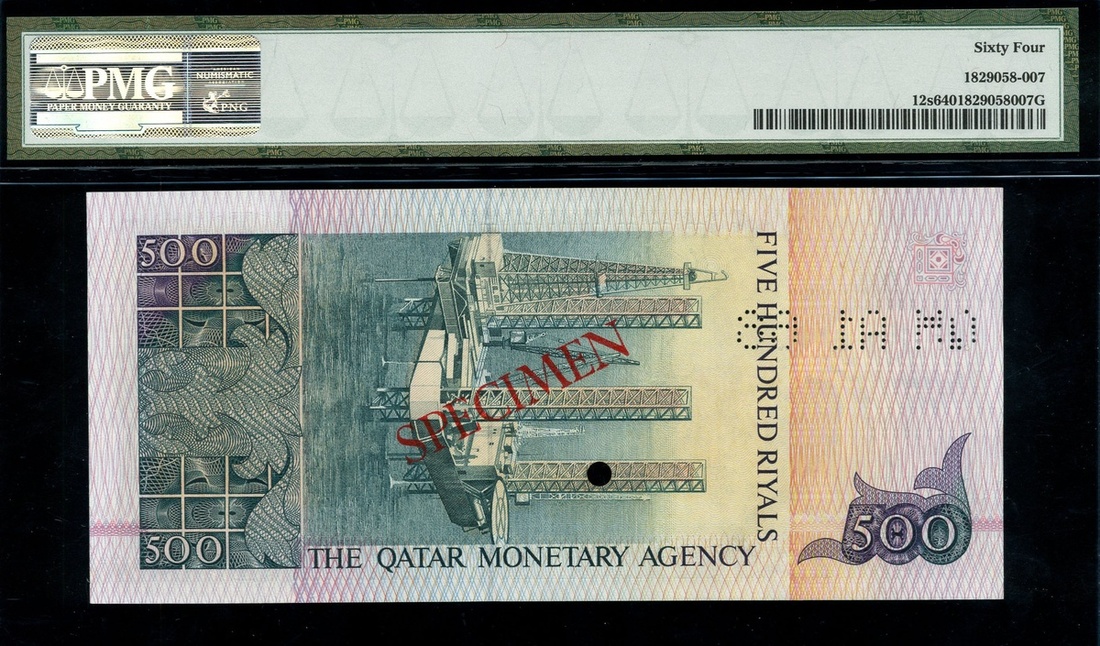 PMG
PAPER MONEY GUARANTY
NUMISMATIC
PNG
Sixty Four
1829058-007
12s6401829058007G
500
FIVE HUNDRED RIYALS
SPECIMEN
500
500
THE QATAR MONETARY AGENCY